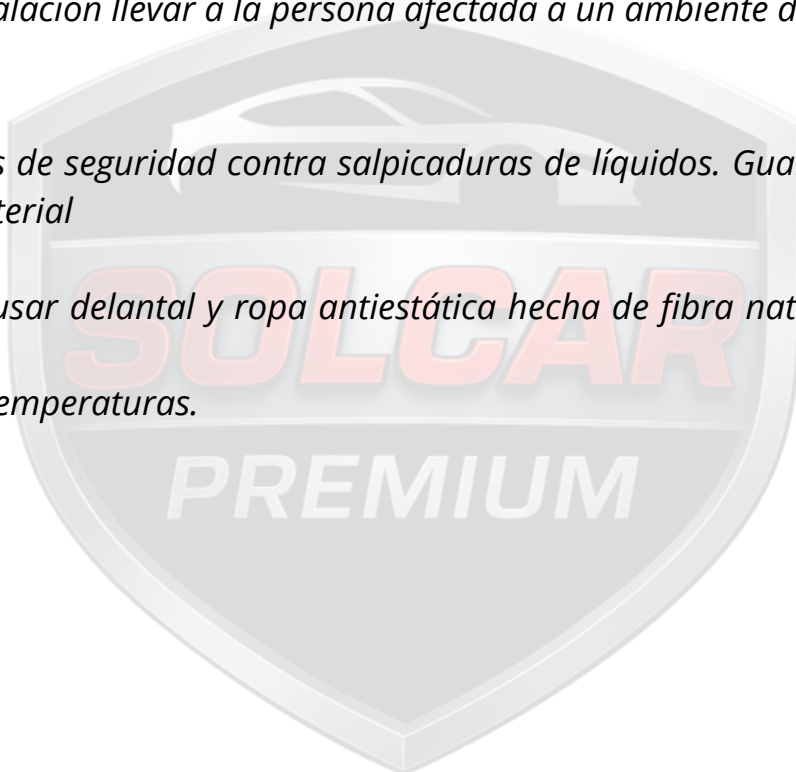 alación llevar a la persona afectada a un ambiente d
s de seguridad contra salpicaduras de líquidos. Gua
terial
usar delantal y ropa antiestática hecha de fibra nat
emperaturas.
SOLCAR
PREMIUM